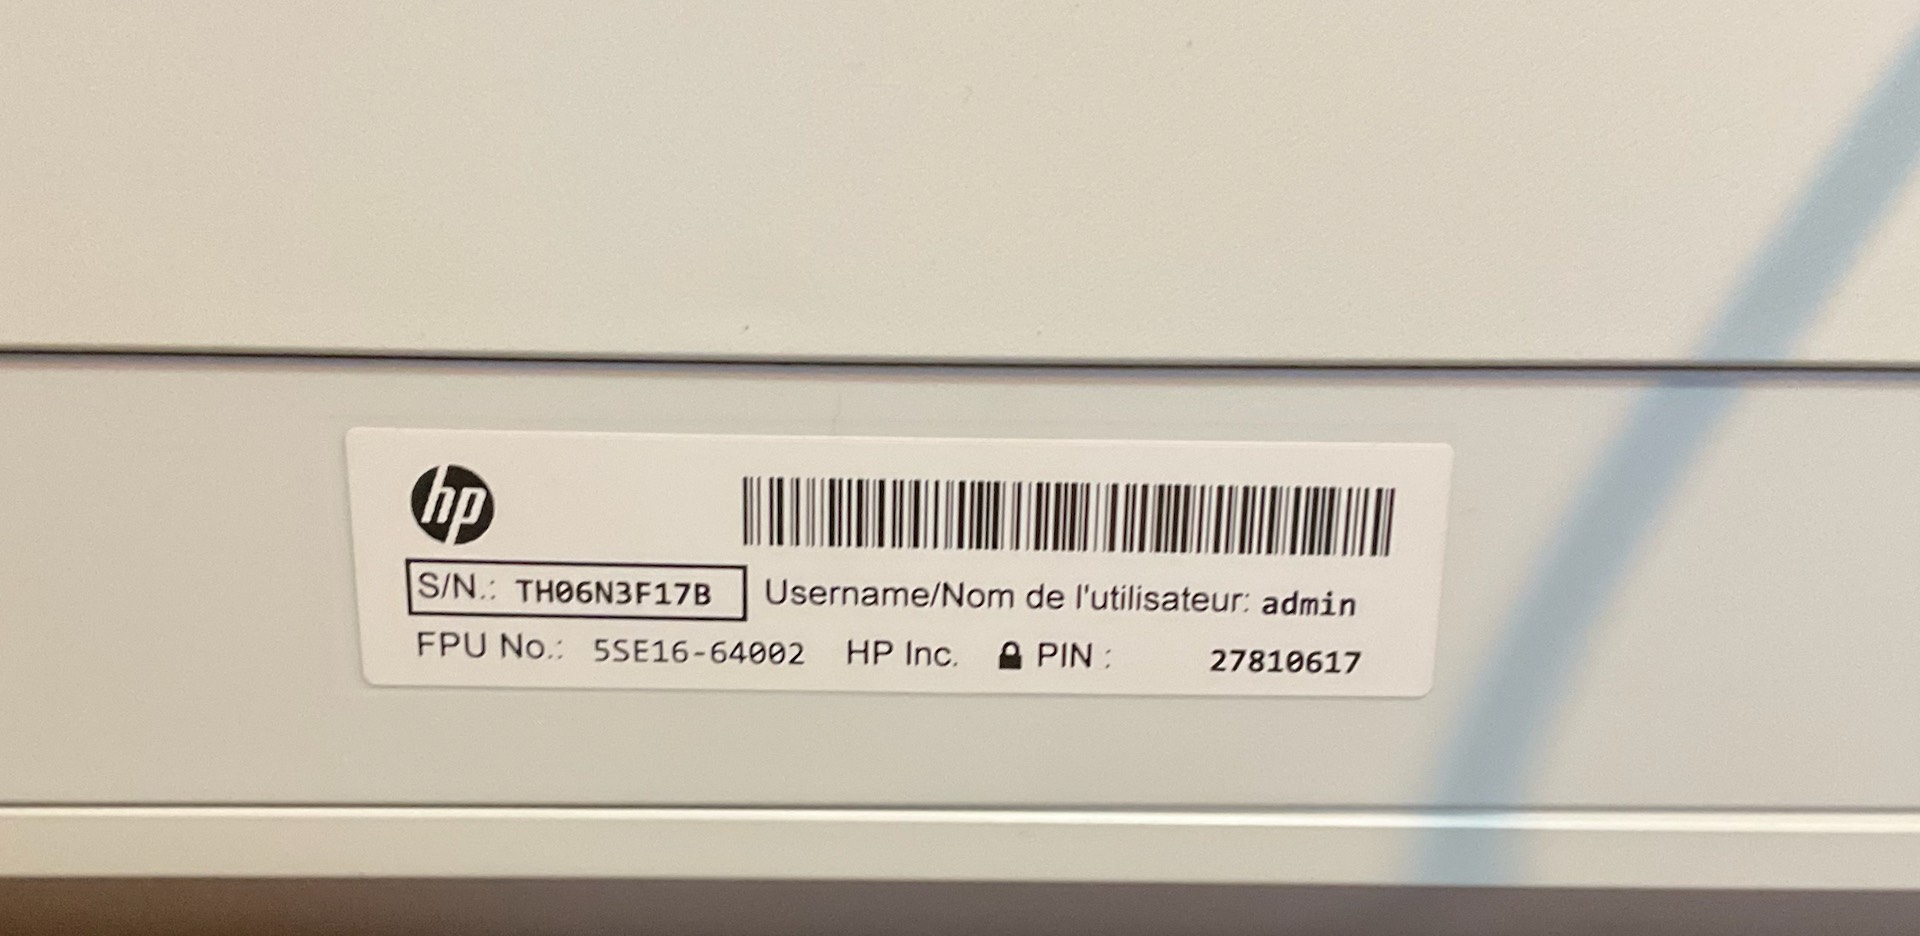 hp
S/N.: TH06N3F17B Username/Nom de l'utilisateur: admin
FPU No.: 5SE16-64002 HP Inc. PIN : 27810617